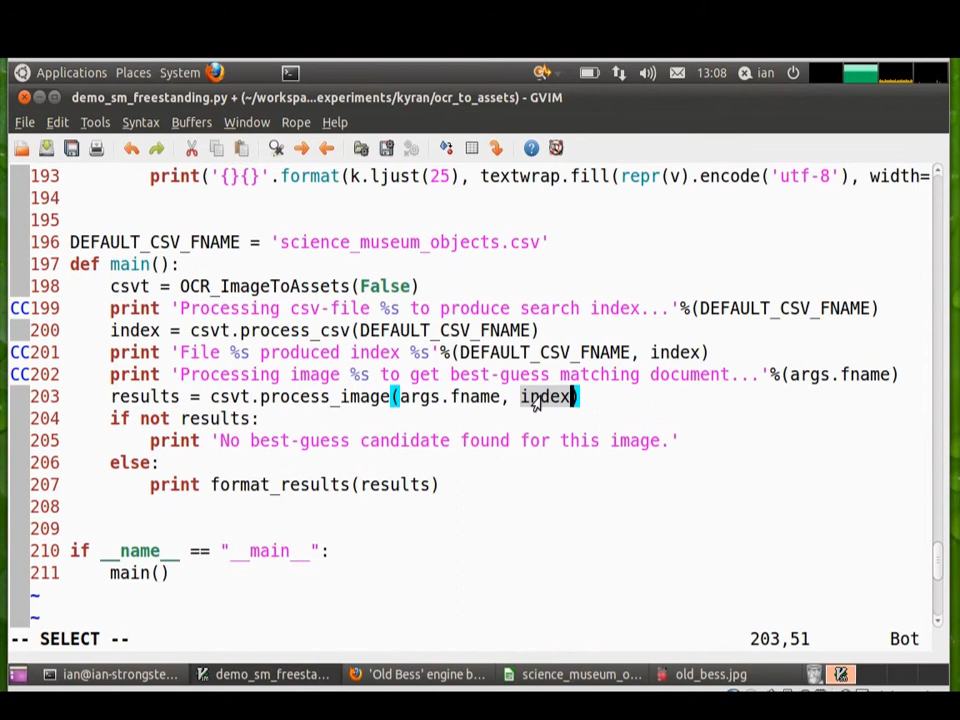 Applications Places System 13:08 ian
demo_sm_freestanding.py + (~/workspa...experiments/kyran/ocr_to_assets) - GVIM
File Edit Tools Syntax Buffers Window Rope Help
193 print('{}{}'.format(k.ljust(25), textwrap.fill(repr(v).encode('utf-8'), width=
194
195
196 DEFAULT_CSV_FNAME = 'science_museum_objects.csv'
197 def main():
198 csvt = OCR_ImageToAssets(False)
CC199 print 'Processing csv-file %s to produce search index...'%(DEFAULT_CSV_FNAME)
200 index = csvt.process_csv(DEFAULT_CSV_FNAME)
CC201 print 'File %s produced index %s'%(DEFAULT_CSV_FNAME, index)
CC202 print 'Processing image %s to get best-guess matching document...'%(args.fname)
203 results = csvt.process_image(args.fname, index)
204 if not results:
205 print 'No best-guess candidate found for this image.'
206 else:
207 print format_results(results)
208
209
210 if __name__ == "__main__":
211 main()
~
~
-- SELECT -- 203,51 Bot
ian@ian-strongste... demo_sm_freesta... 'Old Bess' engine b... science_museum_o... old_bess.jpg